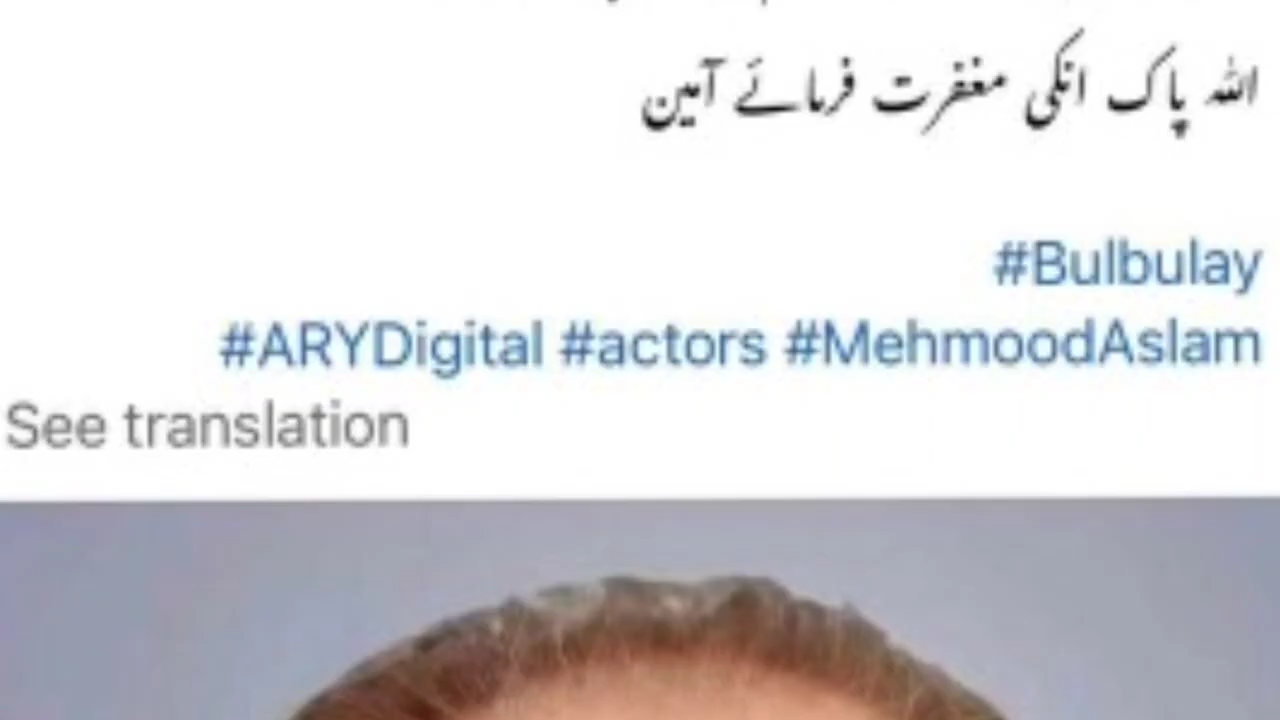 اللہ پاک انکی مغفرت فرمائے آمین
#Bulbulay
#ARYDigital #actors #MehmoodAslam
See translation